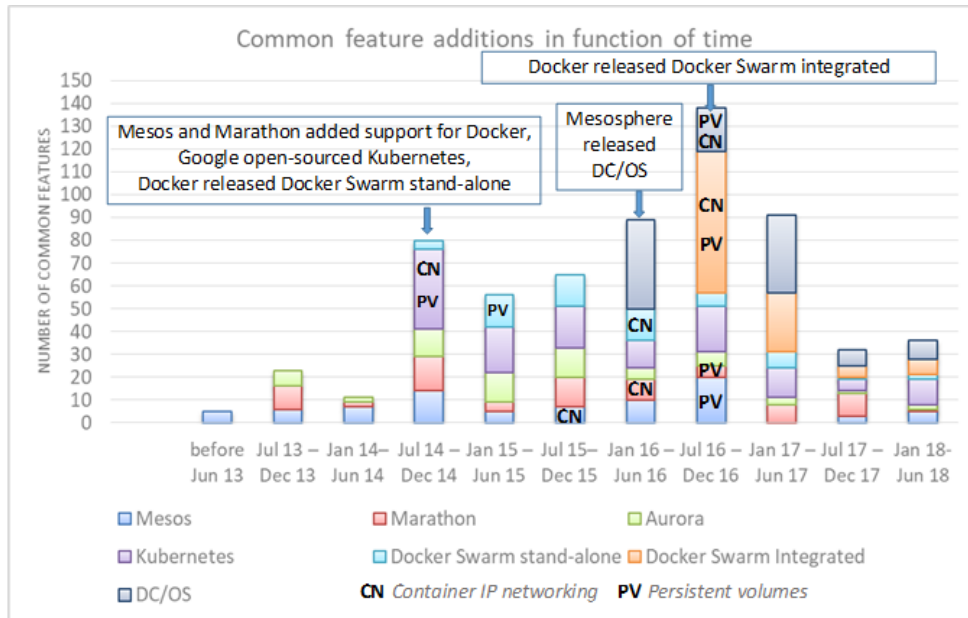 Common feature additions in function of time
Docker released Docker Swarm integrated
Mesosphere
released
DC/OS
Mesos and Marathon added support for Docker,
Google open-sourced Kubernetes,
Docker released Docker Swarm stand-alone
NUMBER OF COMMON FEATURES
150
140
130
120
110
100
90
80
70
60
50
40
30
20
10
0
CN
PV
PV
CN
CN
CN
PV
CN
CN
PV
PV
PV
before
Jun 13
Jul 13 –
Dec 13
Jan 14–
Jun 14
Jul 14 –
Dec 14
Jan 15 –
Jun 15
Jul 15–
Dec 15
Jan 16 –
Jun 16
Jul 16 –
Dec 16
Jan 17 –
Jun 17
Jul 17 –
Dec 17
Jan 18-
Jun 18
Mesos
Marathon
Aurora
Kubernetes
Docker Swarm stand-alone
Docker Swarm Integrated
DC/OS
CN Container IP networking
PV Persistent volumes